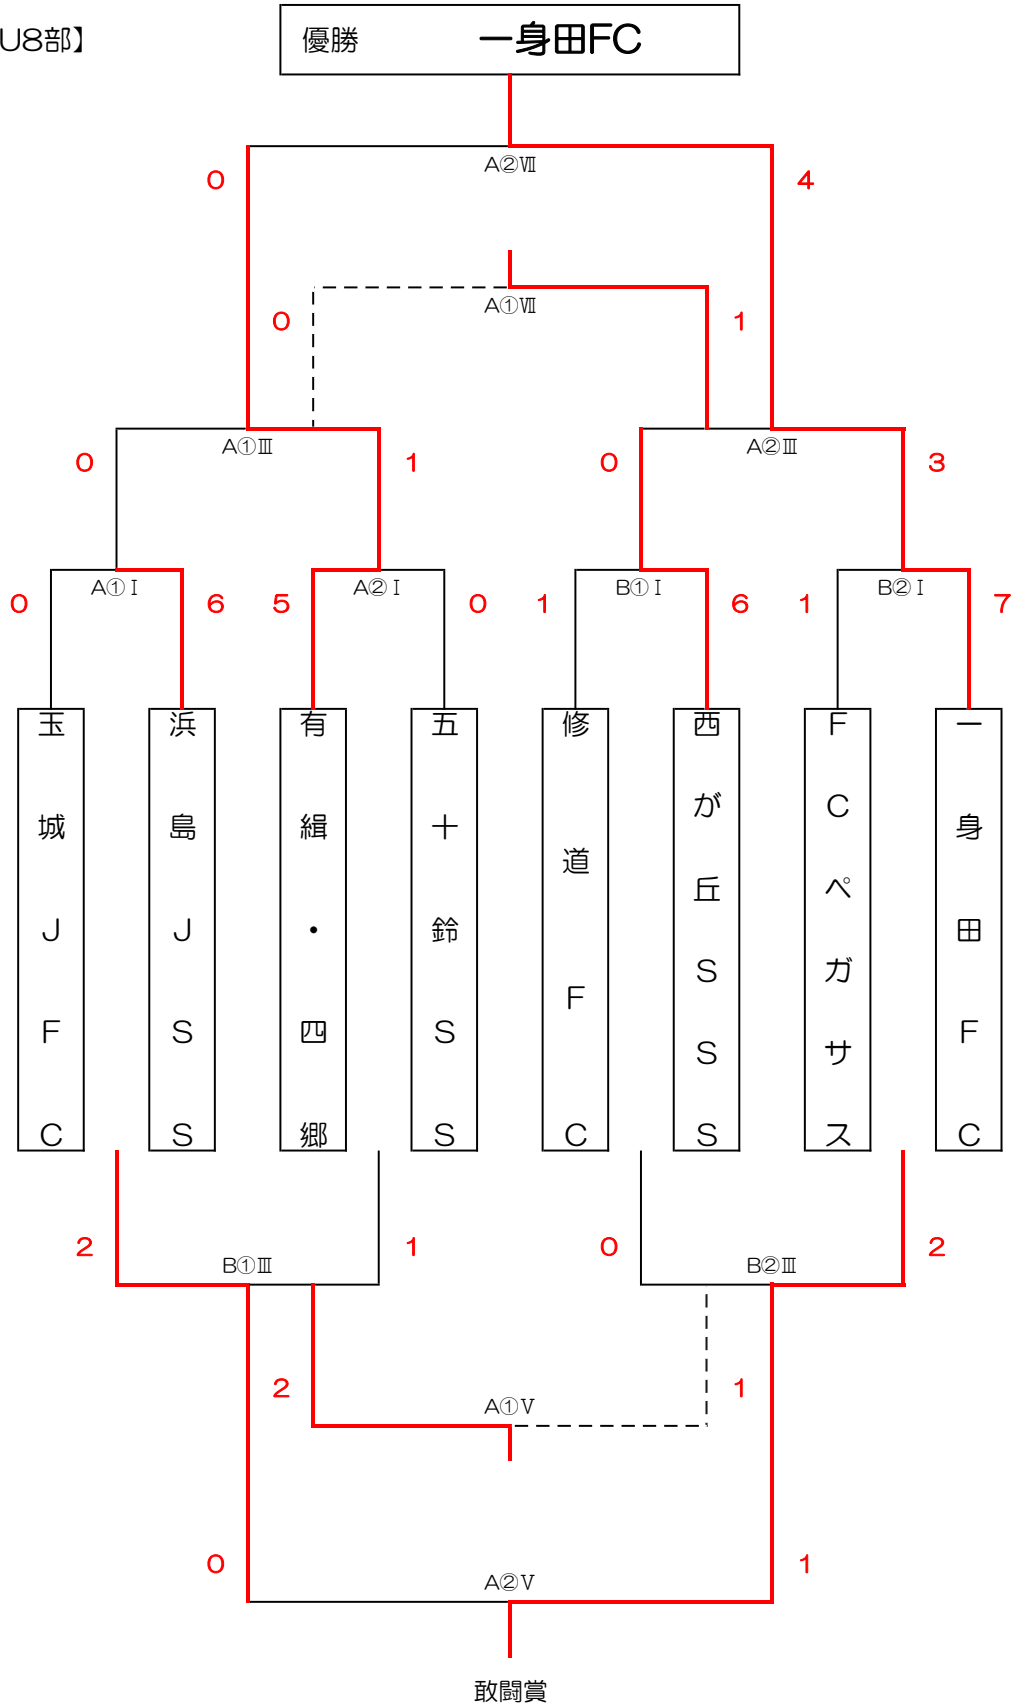 U8部】
優勝 一身田FC
A②Ⅶ
0 4
A①Ⅶ
0 1
A①Ⅲ A②Ⅲ
0 1 0 3
A①Ⅰ A②Ⅰ B①Ⅰ B②Ⅰ
0 6 5 0 1 6 1 7
玉城JFC
浜島JSS
有緝・四郷
五十鈴SS
修道FC
西が丘SSS
FCペガサス
一身田FC
2 1 0 2
B①Ⅲ B②Ⅲ
2 1
A①Ⅴ
0 1
A②Ⅴ
敢闘賞